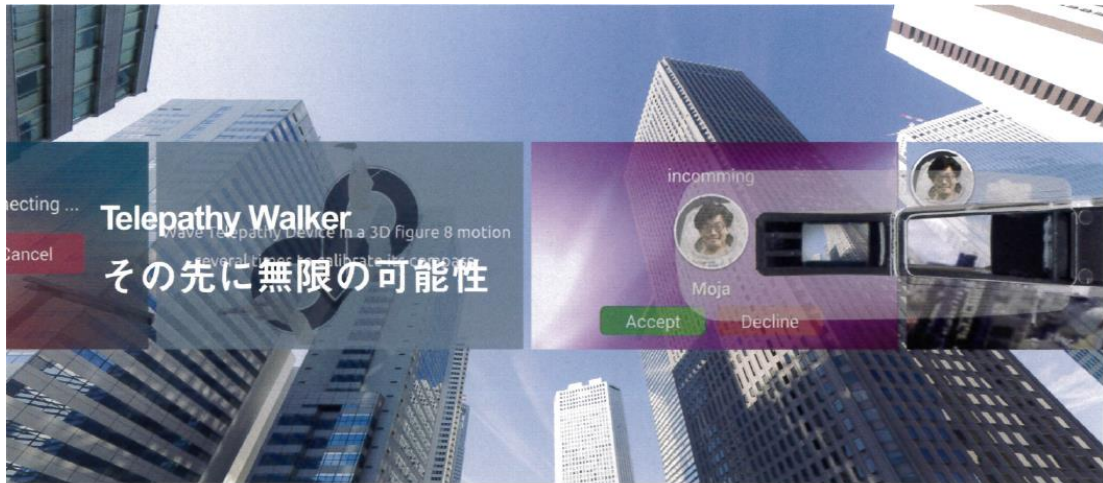 necting ...
Cancel
Telepathy Walker
Wave Telepathy Device in a 3D figure 8 motion
several times to calibrate its compass
その先に無限の可能性
incomming
Moja
Accept
Decline